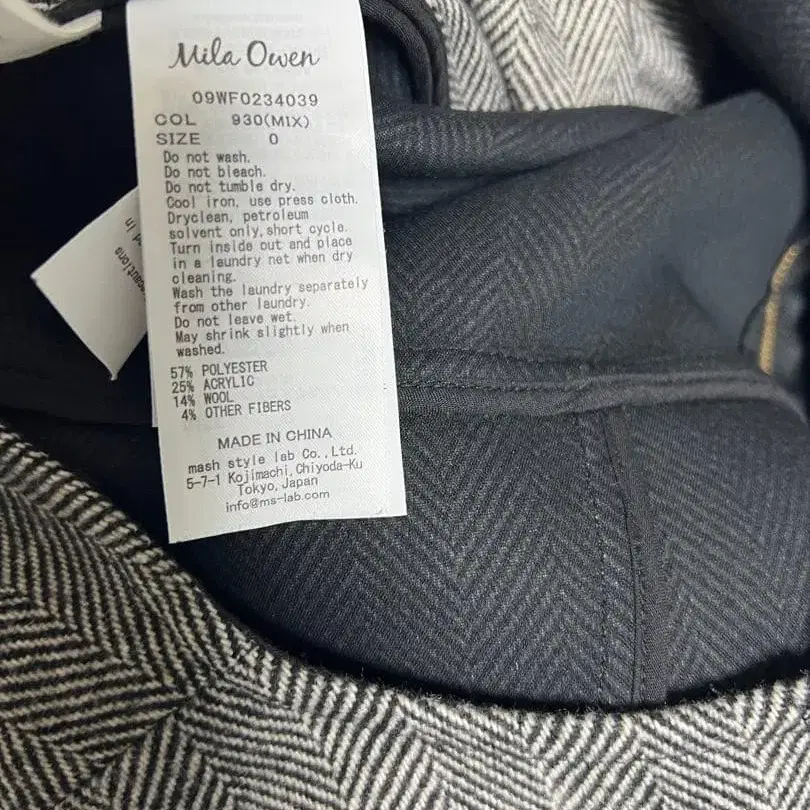 Mila Owen
09WF0234039
COL 930(MIX)
SIZE 0
Do not wash.
Do not bleach.
Do not tumble dry.
Cool iron, use press cloth.
Dryclean, petroleum
solvent only, short cycle.
Turn inside out and place
in a laundry net when dry
cleaning.
Wash the laundry separately
from other laundry.
Do not leave wet.
May shrink slightly when
washed.
57% POLYESTER
25% ACRYLIC
14% WOOL
4% OTHER FIBERS
MADE IN CHINA
mash style lab Co.,Ltd.
5-7-1 Kojimachi,Chiyoda-Ku
Tokyo,Japan
info@ms-lab.com